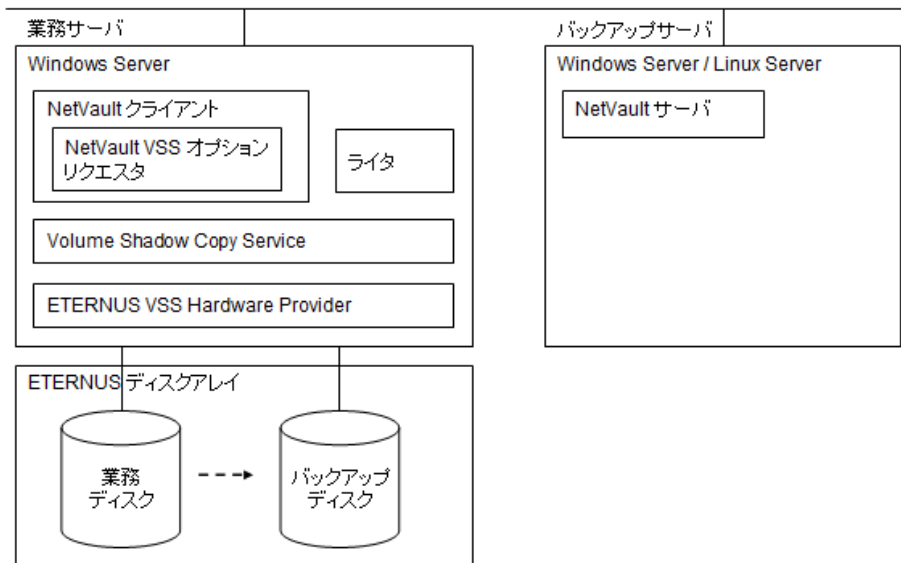 業務サーバ
Windows Server
NetVault クライアント
NetVault VSS オプション
リクエスタ
ライタ
Volume Shadow Copy Service
ETERNUS VSS Hardware Provider
ETERNUS ディスクアレイ
業務
ディスク
バックアップ
ディスク
バックアップサーバ
Windows Server / Linux Server
NetVault サーバ